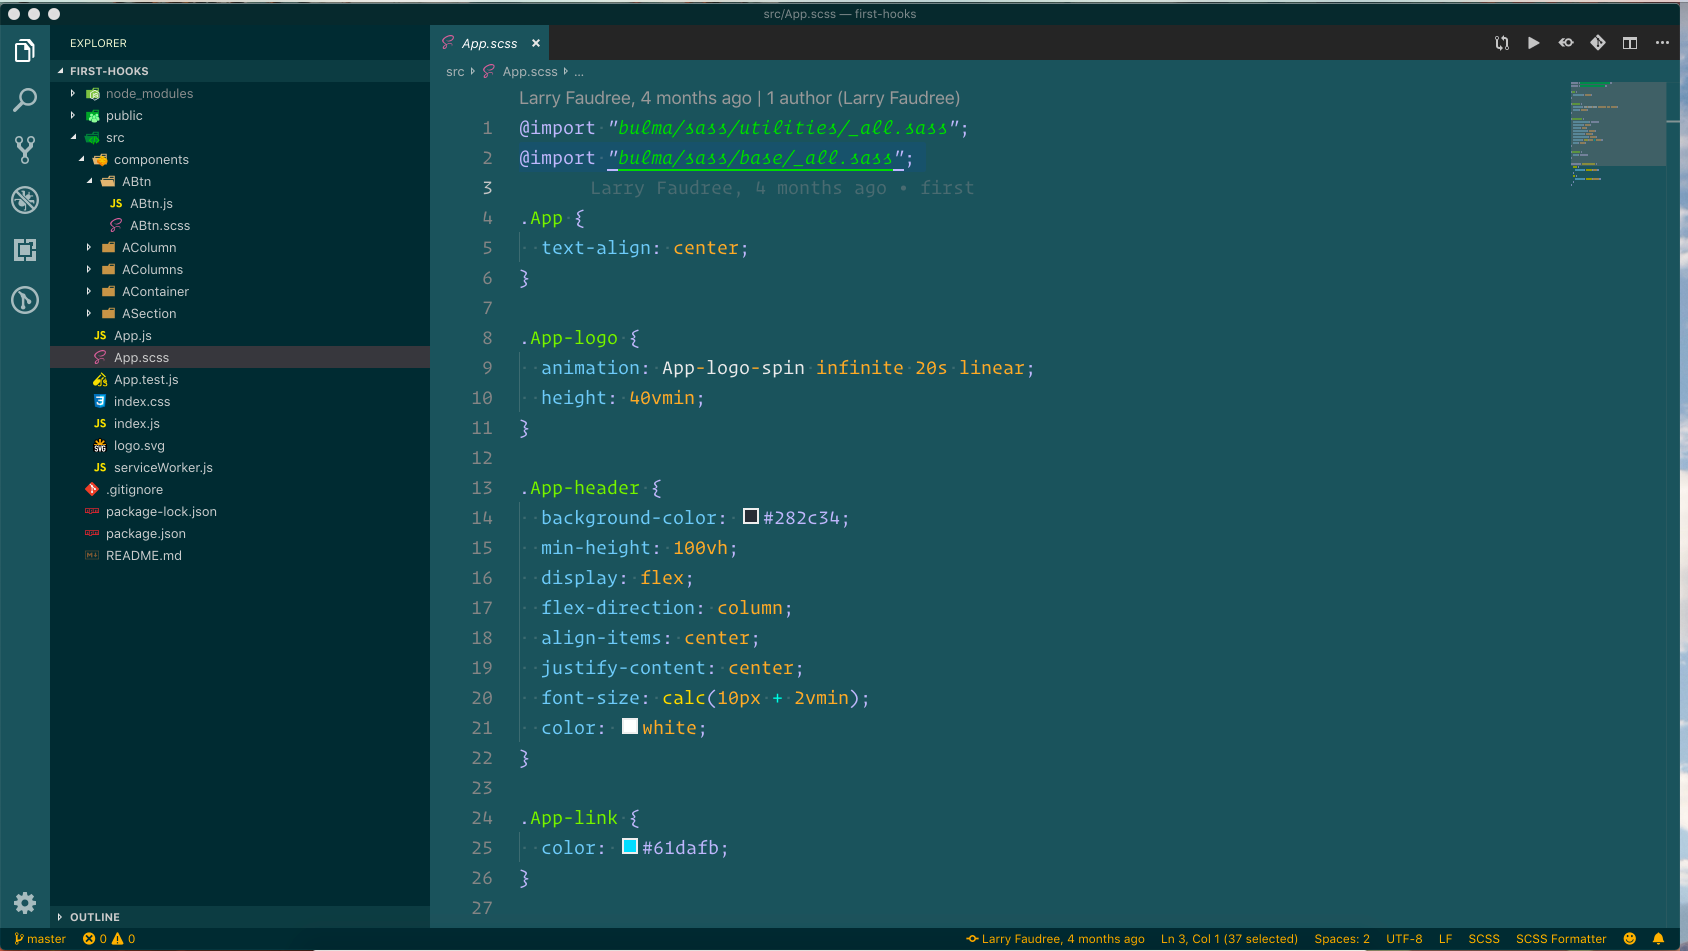 src/App.scss — first-hooks
EXPLORER
FIRST-HOOKS
node_modules
public
src
components
ABtn
ABtn.js
ABtn.scss
AColumn
AColumns
AContainer
ASection
App.js
App.scss
App.test.js
index.css
index.js
logo.svg
serviceWorker.js
.gitignore
package-lock.json
package.json
README.md
OUTLINE
App.scss
src App.scss ...
Larry Faudree, 4 months ago | 1 author (Larry Faudree)
1 @import "bulma/sass/utilities/_all.sass";
2 @import "bulma/sass/base/_all.sass";
3 Larry Faudree, 4 months ago • first
4 .App {
5 text-align: center;
6 }
7
8 .App-logo {
9 animation: App-logo-spin infinite 20s linear;
10 height: 40vmin;
11 }
12
13 .App-header {
14 background-color: #282c34;
15 min-height: 100vh;
16 display: flex;
17 flex-direction: column;
18 align-items: center;
19 justify-content: center;
20 font-size: calc(10px + 2vmin);
21 color: white;
22 }
23
24 .App-link {
25 color: #61dafb;
26 }
27
master 0 0 Larry Faudree, 4 months ago Ln 3, Col 1 (37 selected) Spaces: 2 UTF-8 LF SCSS SCSS Formatter